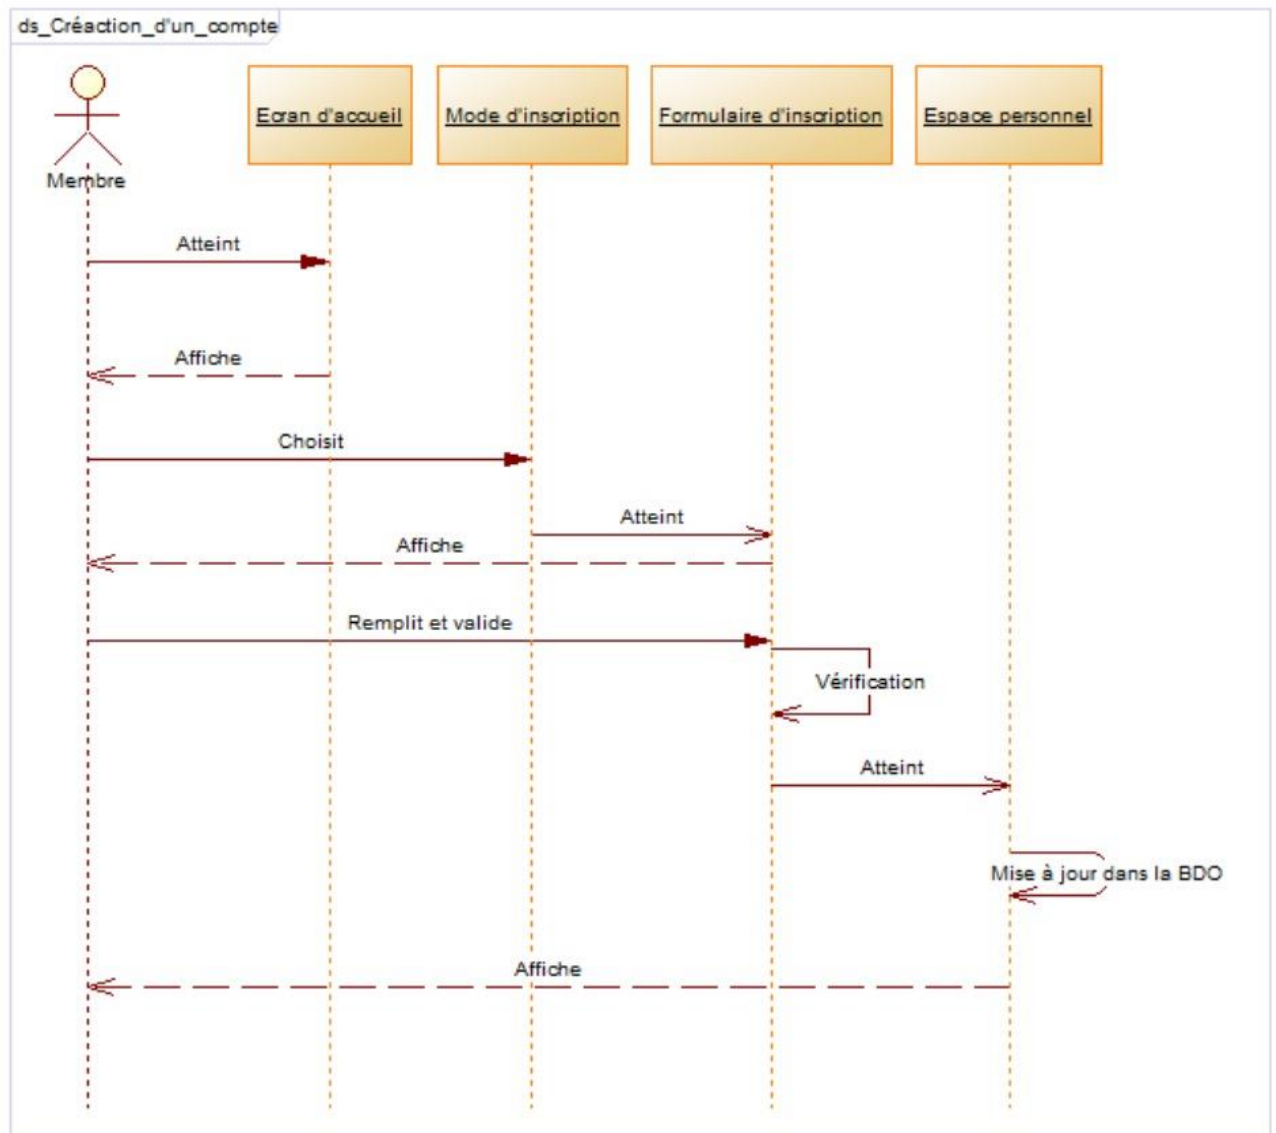 ds_Créaction_d'un_compte
Ecran d'accueil
Mode d'inscription
Formulaire d'inscription
Espace personnel
Membre
Atteint
Affiche
Choisit
Atteint
Affiche
Remplit et valide
Vérification
Atteint
Mise à jour dans la BDO
Affiche